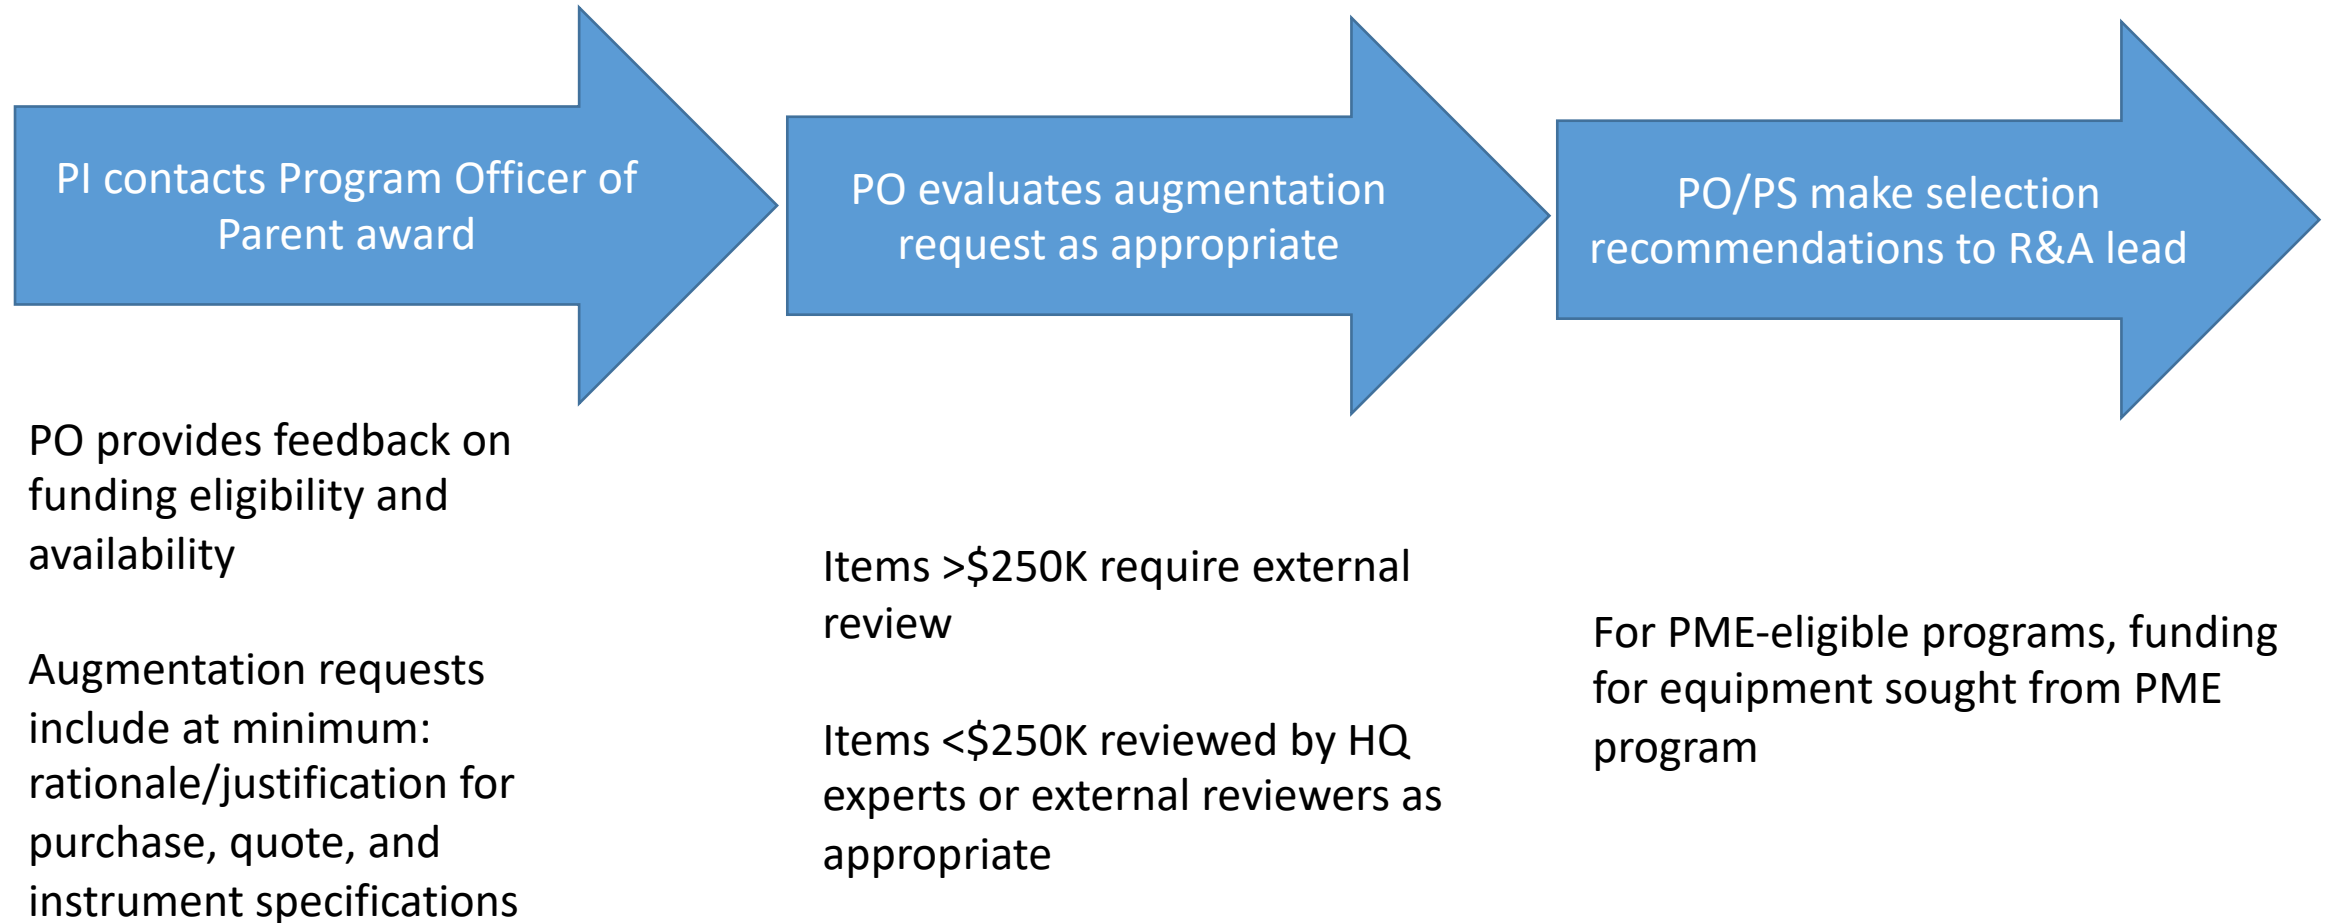 PI contacts Program Officer of
Parent award
PO evaluates augmentation
request as appropriate
PO/PS make selection
recommendations to R&A lead
PO provides feedback on
funding eligibility and
availability
Augmentation requests
include at minimum:
rationale/justification for
purchase, quote, and
instrument specifications
Items >$250K require external
review
Items <$250K reviewed by HQ
experts or external reviewers as
appropriate
For PME-eligible programs, funding
for equipment sought from PME
program